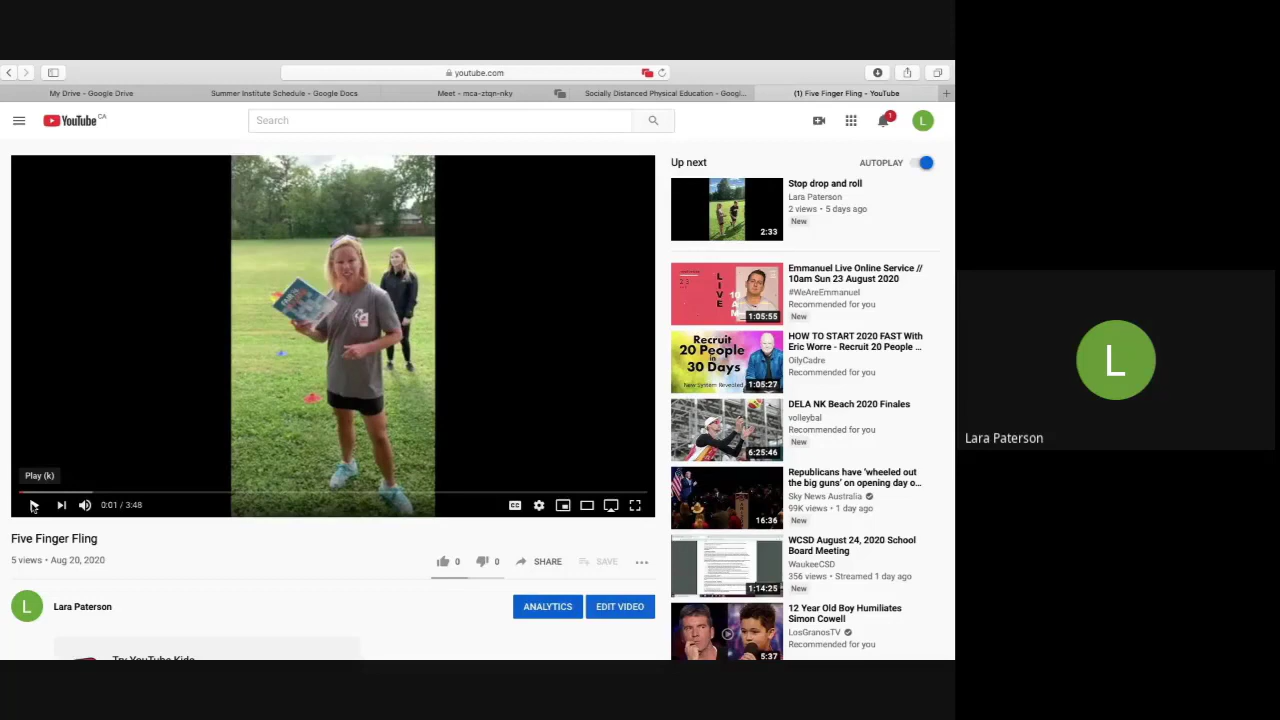 youtube.com
My Drive - Google Drive
Summer Institute Schedule - Google Docs
Meet - mca-ztqn-nky
Socially Distanced Physical Education - Googl...
(1) Five Finger Fling - YouTube
YouTube CA
Search
1
L
Up next
AUTOPLAY
Stop drop and roll
Lara Paterson
2 views • 5 days ago
New
2:33
Emmanuel Live Online Service //
10am Sun 23 August 2020
#WeAreEmmanuel
Recommended for you
New
LIVE
1:05:55
HOW TO START 2020 FAST With
Eric Worre - Recruit 20 People ...
OilyCadre
Recommended for you
Recruit
20 People
in
30 Days
New System Revealed
1:05:27
DELA NK Beach 2020 Finales
volleybal
Recommended for you
New
6:25:46
Republicans have 'wheeled out
the big guns' on opening day o...
Sky News Australia
99K views • 1 day ago
New
16:36
WCSD August 24, 2020 School
Board Meeting
WaukeeCSD
356 views • Streamed 1 day ago
New
1:14:25
12 Year Old Boy Humiliates
Simon Cowell
LosGranosTV
Recommended for you
5:37
Play (k)
0:01 / 3:48
CC
Five Finger Fling
5 views • Aug 20, 2020
0
0
SHARE
SAVE
L
Lara Paterson
ANALYTICS
EDIT VIDEO
Try YouTube Kids
L
Lara Paterson